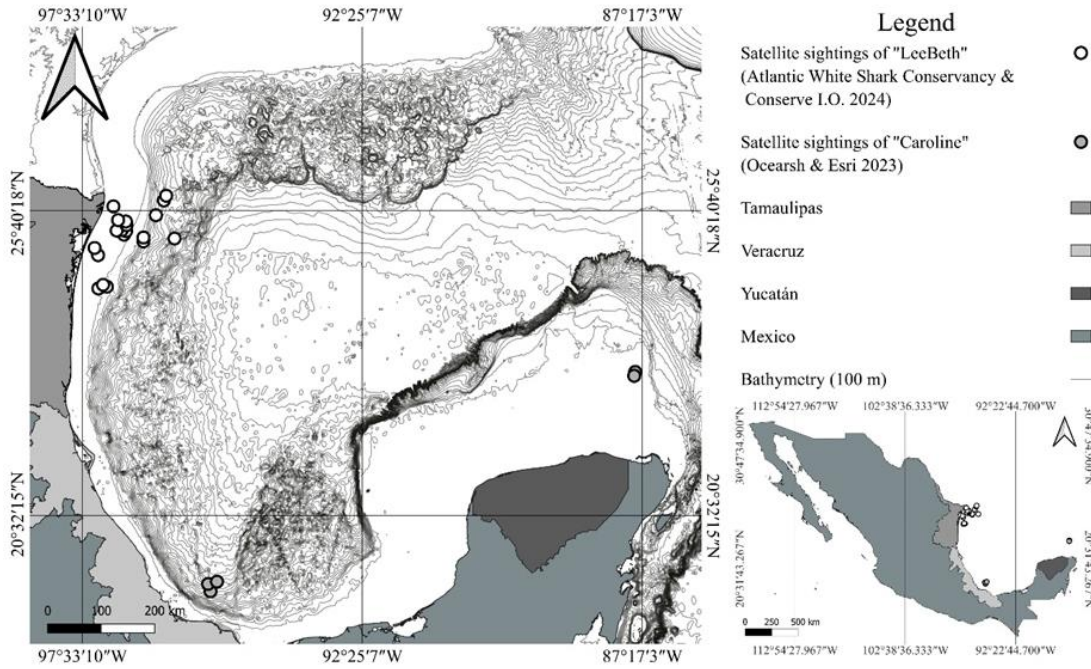 97°33'10"W 92°25'7"W 87°17'3"W
25°40'18"N
25°40'18"N
20°32'15"N
20°32'15"N
0 100 200 km
97°33'10"W 92°25'7"W 87°17'3"W
Legend
Satellite sightings of "LeeBeth"
(Atlantic White Shark Conservancy &
Conserve I.O. 2024)
Satellite sightings of "Caroline"
(Ocearsh & Esri 2023)
Tamaulipas
Veracruz
Yucatán
Mexico
Bathymetry (100 m)
112°54'27.967"W 102°38'36.333"W 92°22'44.700"W
30°47'34.900"N
20°31'43.267"N
20°31'43.267"N
0 250 500 km
112°54'27.967"W 102°38'36.333"W 92°22'44.700"W